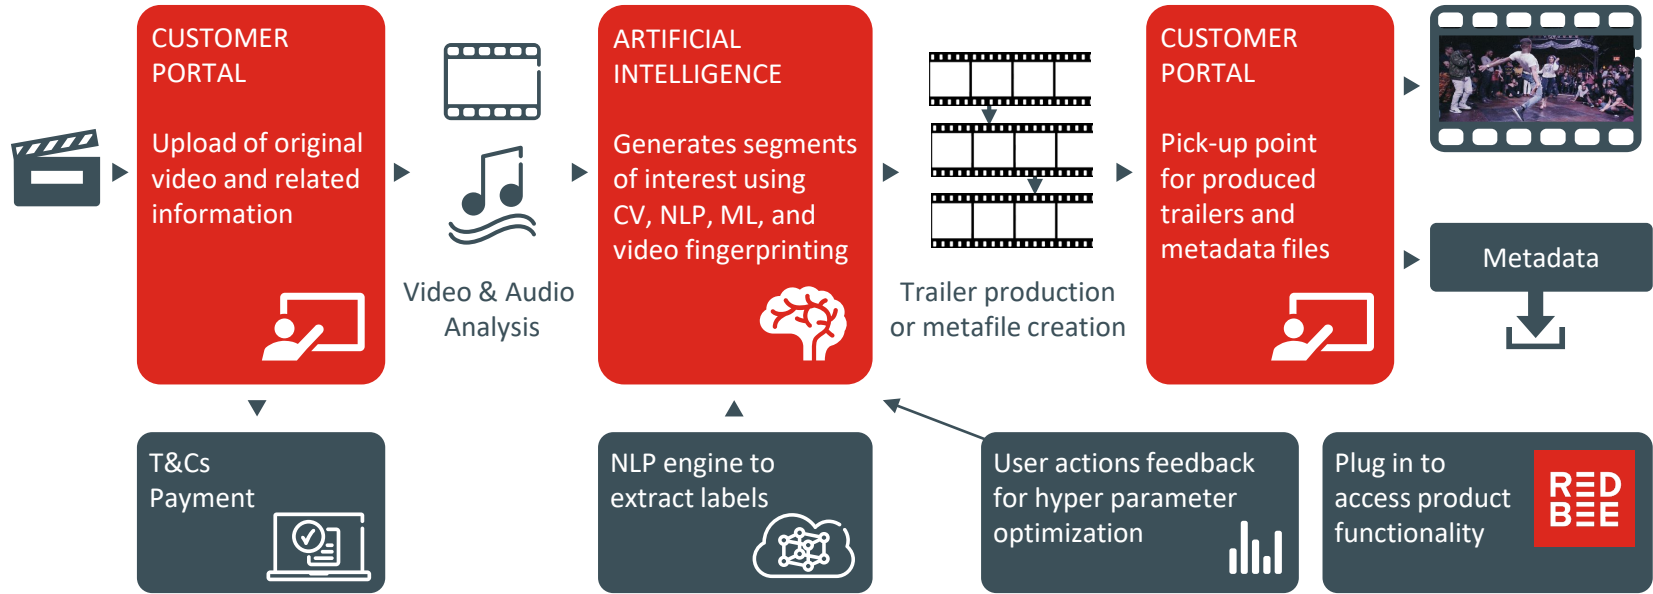 CUSTOMER
PORTAL
Upload of original
video and related
information
Video & Audio
Analysis
ARTIFICIAL
INTELLIGENCE
Generates segments
of interest using
CV, NLP, ML, and
video fingerprinting
Trailer production
or metafile creation
CUSTOMER
PORTAL
Pick-up point
for produced
trailers and
metadata files
Metadata
T&Cs
Payment
NLP engine to
extract labels
User actions feedback
for hyper parameter
optimization
Plug in to
access product
functionality
RED
BEE